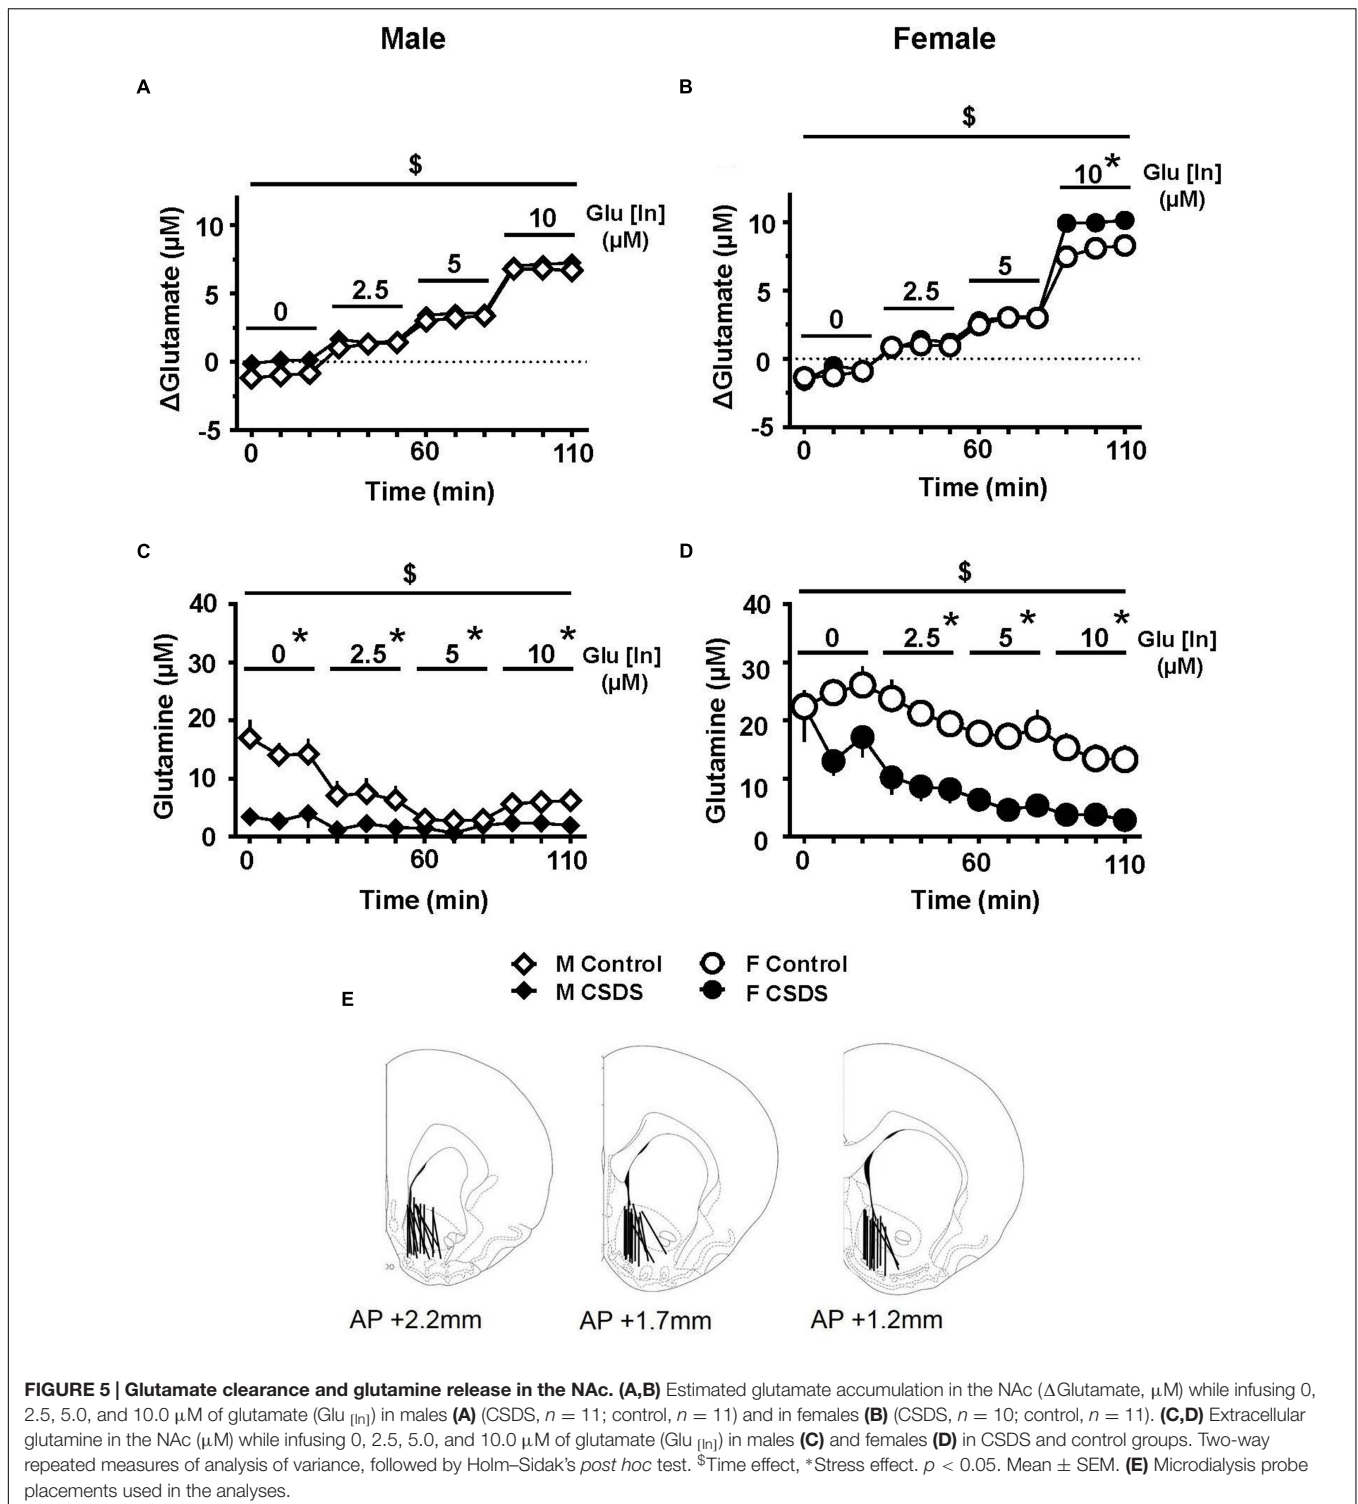 Male Female
A
B
$
$
10* Glu [In]
(µM)
10 Glu [In]
(µM)
5
5
2.5
2.5
0
0
ΔGlutamate (µM)
10
5
0
-5
0 60 110
Time (min)
ΔGlutamate (µM)
10
5
0
-5
0 60 110
Time (min)
C
D
$
$
0* 2.5* 5* 10* Glu [In]
(µM)
0 2.5* 5* 10* Glu [In]
(µM)
Glutamine (µM)
40
30
20
10
0
0 60 110
Time (min)
Glutamine (µM)
40
30
20
10
0
0 60 110
Time (min)
M Control F Control
M CSDS F CSDS
E
AP +2.2mm AP +1.7mm AP +1.2mm
FIGURE 5 | Glutamate clearance and glutamine release in the NAc. (A,B) Estimated glutamate accumulation in the NAc (ΔGlutamate, µM) while infusing 0,
2.5, 5.0, and 10.0 µM of glutamate (Glu [In]) in males (A) (CSDS, n = 11; control, n = 11) and in females (B) (CSDS, n = 10; control, n = 11). (C,D) Extracellular
glutamine in the NAc (µM) while infusing 0, 2.5, 5.0, and 10.0 µM of glutamate (Glu [In]) in males (C) and females (D) in CSDS and control groups. Two-way
repeated measures of analysis of variance, followed by Holm–Sidak's post hoc test. $Time effect, *Stress effect. p < 0.05. Mean ± SEM. (E) Microdialysis probe
placements used in the analyses.